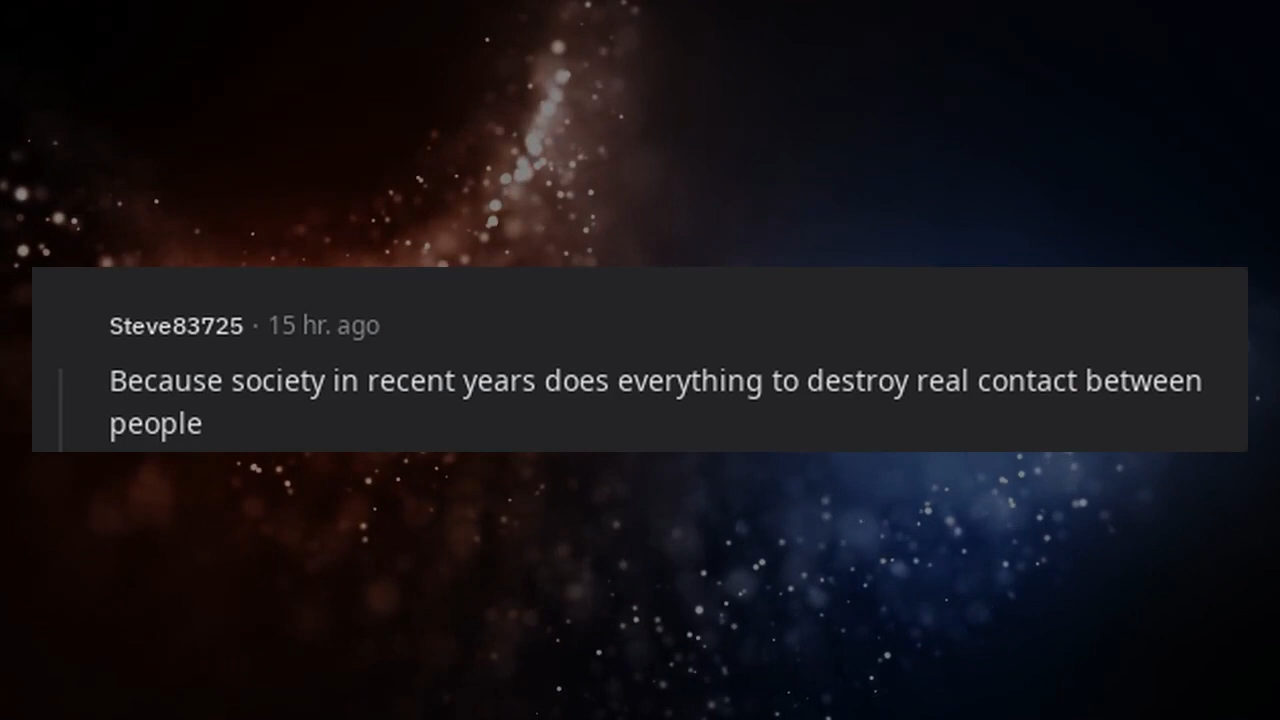 Steve83725 · 15 hr. ago
Because society in recent years does everything to destroy real contact between
people